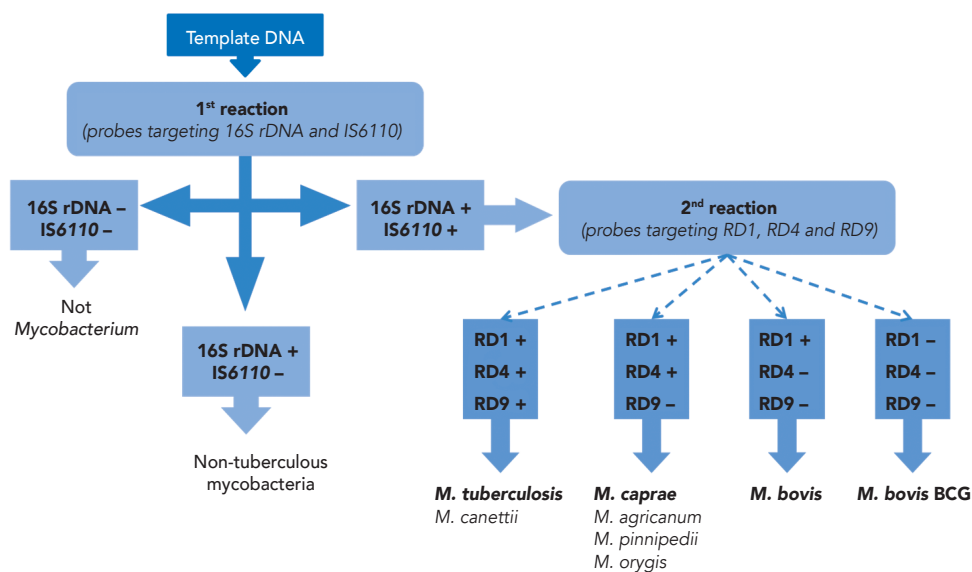 Template DNA
1st reaction
(probes targeting 16S rDNA and IS6110)
16S rDNA –
IS6110 –
16S rDNA +
IS6110 +
2nd reaction
(probes targeting RD1, RD4 and RD9)
Not
Mycobacterium
16S rDNA +
IS6110 –
Non-tuberculous
mycobacteria
RD1 +
RD4 +
RD9 +
RD1 +
RD4 +
RD9 –
RD1 +
RD4 –
RD9 –
RD1 –
RD4 –
RD9 –
M. tuberculosis
M. canettii
M. caprae
M. agricanum
M. pinnipedii
M. orygis
M. bovis
M. bovis BCG